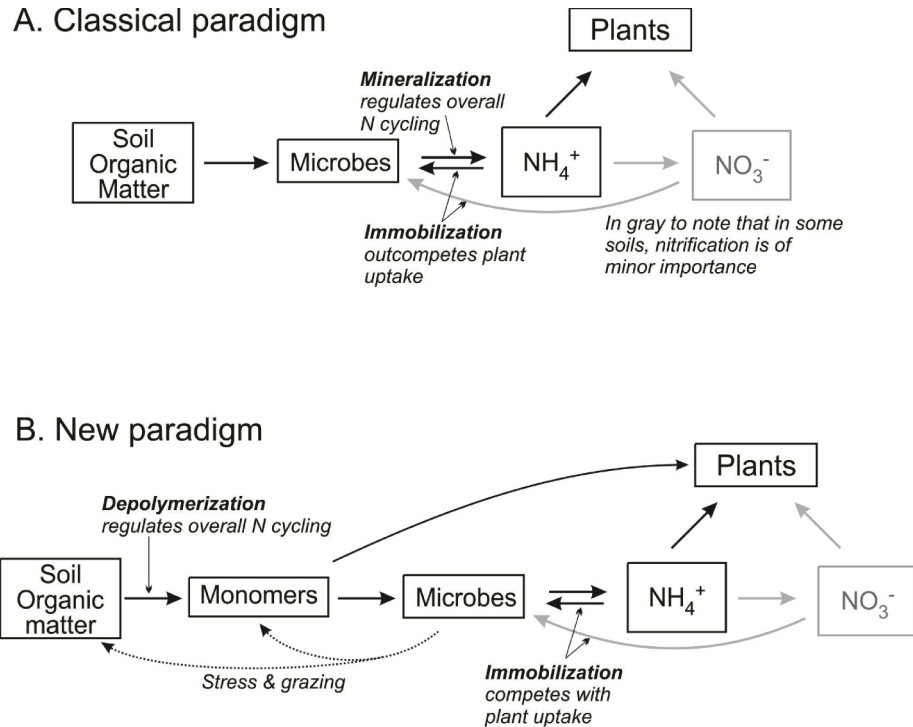 A. Classical paradigm
Plants
Mineralization
regulates overall
N cycling
Soil
Organic
Matter
Microbes
NH₄⁺
NO₃⁻
Immobilization
outcompetes plant
uptake
In gray to note that in some
soils, nitrification is of
minor importance
B. New paradigm
Plants
Depolymerization
regulates overall N cycling
Soil
Organic
matter
Monomers
Microbes
NH₄⁺
NO₃⁻
Stress & grazing
Immobilization
competes with
plant uptake